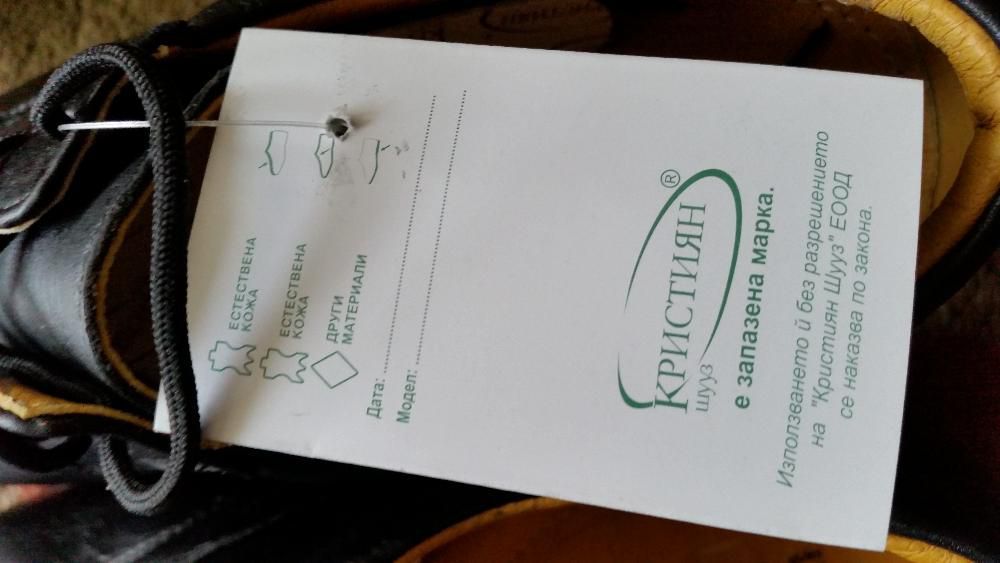 ЕСТЕСТВЕНА
КОЖА
ЕСТЕСТВЕНА
КОЖА
ДРУГИ
МАТЕРИАЛИ
Дата:
Модел:
КРИСТИЯН ®
шууз
е запазена марка.
Използването ѝ без разрешението
на "Кристиян Шууз" ЕООД
се наказва по закона.